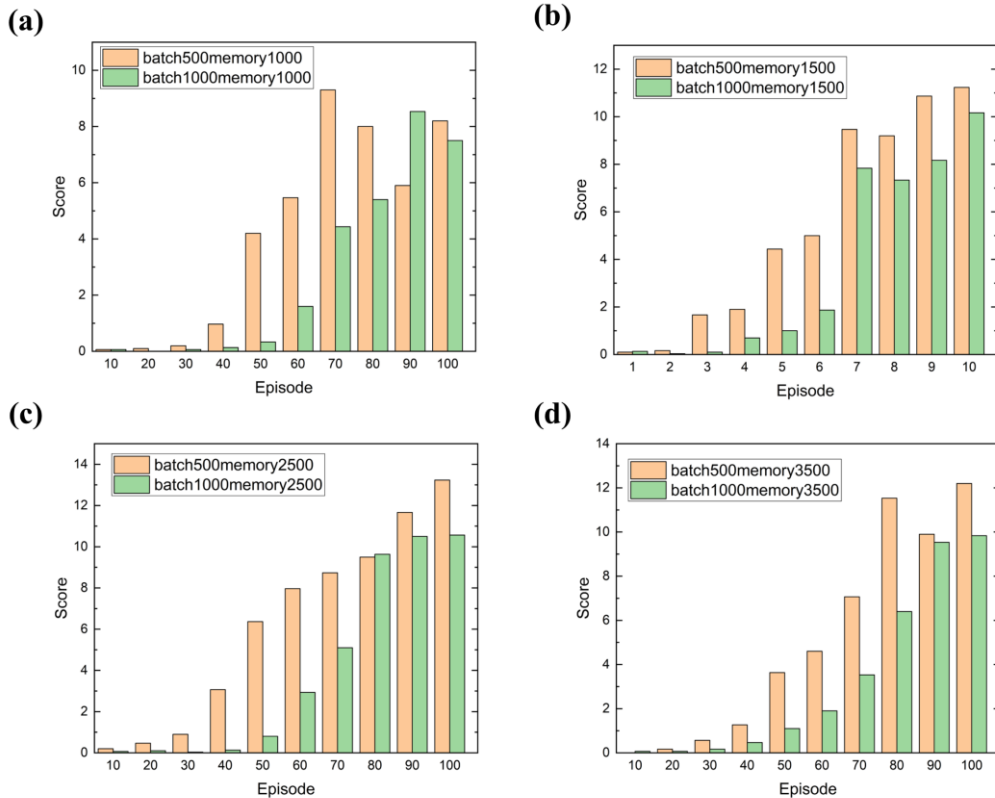 (a)
batch500memory1000
batch1000memory1000
10
8
6
4
2
0
Score
10 20 30 40 50 60 70 80 90 100
Episode
(b)
batch500memory1500
batch1000memory1500
12
10
8
6
4
2
0
Score
1 2 3 4 5 6 7 8 9 10
Episode
(c)
batch500memory2500
batch1000memory2500
14
12
10
8
6
4
2
0
Score
10 20 30 40 50 60 70 80 90 100
Episode
(d)
batch500memory3500
batch1000memory3500
14
12
10
8
6
4
2
0
Score
10 20 30 40 50 60 70 80 90 100
Episode